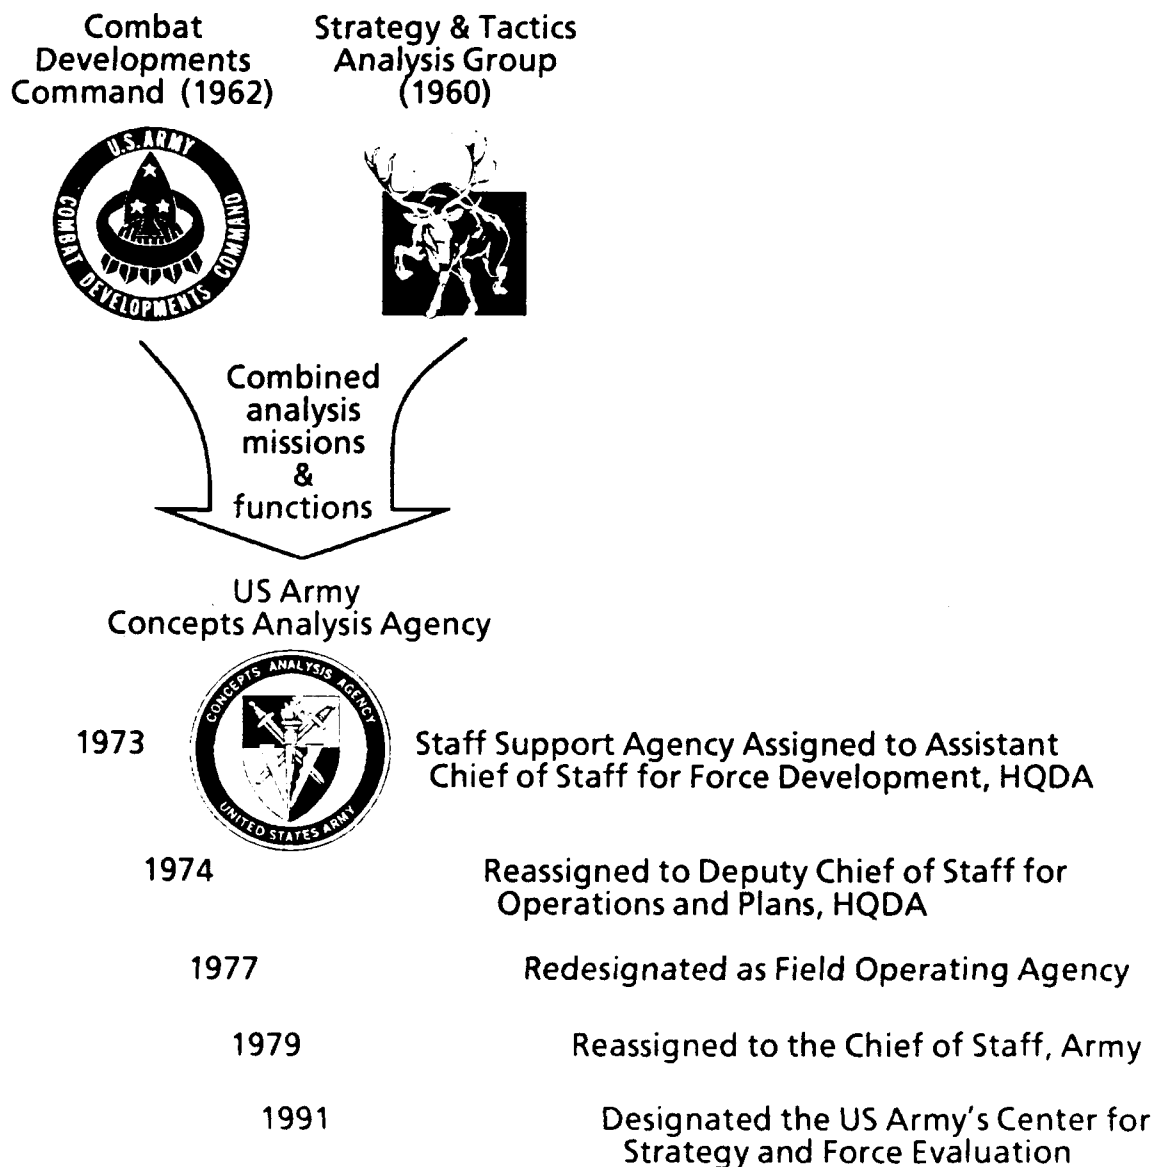 Combat
Developments
Command (1962)
Strategy & Tactics
Analysis Group
(1960)
U.S. ARMY
COMBAT DEVELOPMENTS COMMAND
Combined
analysis
missions
&
functions
US Army
Concepts Analysis Agency
CONCEPTS ANALYSIS AGENCY
UNITED STATES ARMY
1973
Staff Support Agency Assigned to Assistant
Chief of Staff for Force Development, HQDA
1974
Reassigned to Deputy Chief of Staff for
Operations and Plans, HQDA
1977
Redesignated as Field Operating Agency
1979
Reassigned to the Chief of Staff, Army
1991
Designated the US Army's Center for
Strategy and Force Evaluation